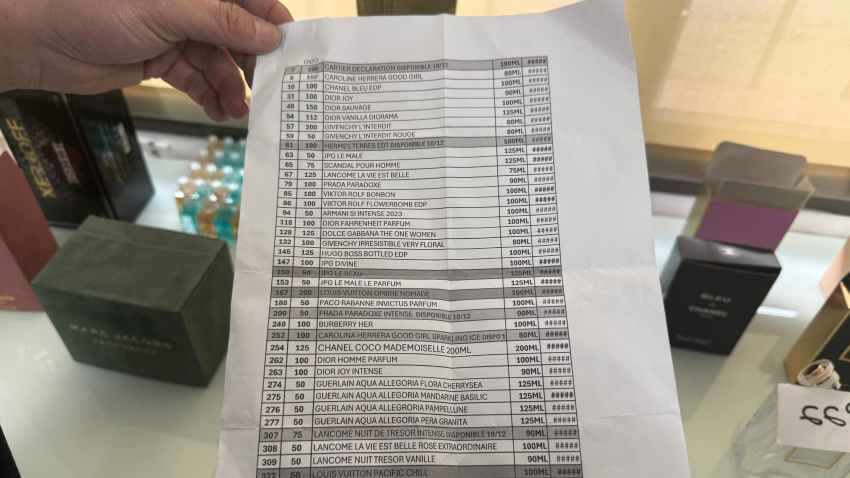 ENZO
7 100 CARTIER DECLARATION DISPONIBLE 10/12 100ML #####
8 150 CAROLINE HERRERA GOOD GIRL 80ML #####
10 100 CHANEL BLEU EDP 100ML #####
33 100 DIOR JOY 90ML #####
48 150 DIOR SAUVAGE 100ML #####
54 112 DIOR VANILLA DIORAMA 125ML #####
57 200 GIVENCHY L'INTERDIT 80ML #####
59 50 GIVENCHY L'INTERDIT ROUGE 80ML #####
61 100 HERMES TERRES EDT DISPONIBLE 10/12 100ML #####
63 50 JPG LE MALE 125ML #####
65 75 SCANDAL POUR HOMME 125ML #####
67 125 LANCOME LA VIE EST BELLE 75ML #####
79 100 PRADA PARADOXE 90ML #####
85 100 VIKTOR ROLF BONBON 100ML #####
86 100 VIKTOR ROLF FLOWERBOMB EDP 100ML #####
94 50 ARMANI SI INTENSE 2023 100ML #####
118 100 DIOR FAHRENHEIT PARFUM 100ML #####
128 125 DOLCE GABBANA THE ONE WOMEN 100ML #####
132 100 GIVENCHY IRRESISTIBLE VERY FLORAL 80ML #####
145 125 HUGO BOSS BOTTLED EDP 100ML #####
147 100 JPG DIVINE 100ML #####
150 50 JPG LE BEAU 125ML #####
153 50 JPG LE MALE LE PARFUM 125ML #####
167 200 LOUIS VUITTON OMBRE NOMADE 100ML #####
188 50 PACO RABANNE INVICTUS PARFUM 100ML #####
200 50 PRADA PARADOXE INTENSE DISPONIBLE 10/12 90ML #####
248 100 BURBERRY HER 100ML #####
252 100 CAROLINA HERRERA GOOD GIRL SPARKLING ICE DISPO 1 80ML #####
254 125 CHANEL COCO MADEMOISELLE 200ML 200ML #####
262 100 DIOR HOMME PARFUM 100ML #####
263 100 DIOR JOY INTENSE 90ML #####
274 50 GUERLAIN AQUA ALLEGORIA FLORA CHERRYSEA 125ML #####
275 50 GUERLAIN AQUA ALLEGORIA MANDARINE BASILIC 125ML #####
276 50 GUERLAIN AQUA ALLEGRORIA PAMPELLUNE 125ML #####
277 50 GUERLAIN AQUA ALLEGORIA PERA GRANITA 125ML #####
307 75 LANCOME NUIT DE TRESOR INTENSE DISPONIBLE 10/12 90ML #####
308 50 LANCOME LA VIE EST BELLE ROSE EXTRAORDINAIRE 100ML #####
309 50 LANCOME NUIT TRESOR VANILLE 90ML #####
322 50 LOUIS VUITTON PACIFIC CHILL 100ML #####
MARC JACOBS
BLEU
DE
CHANEL